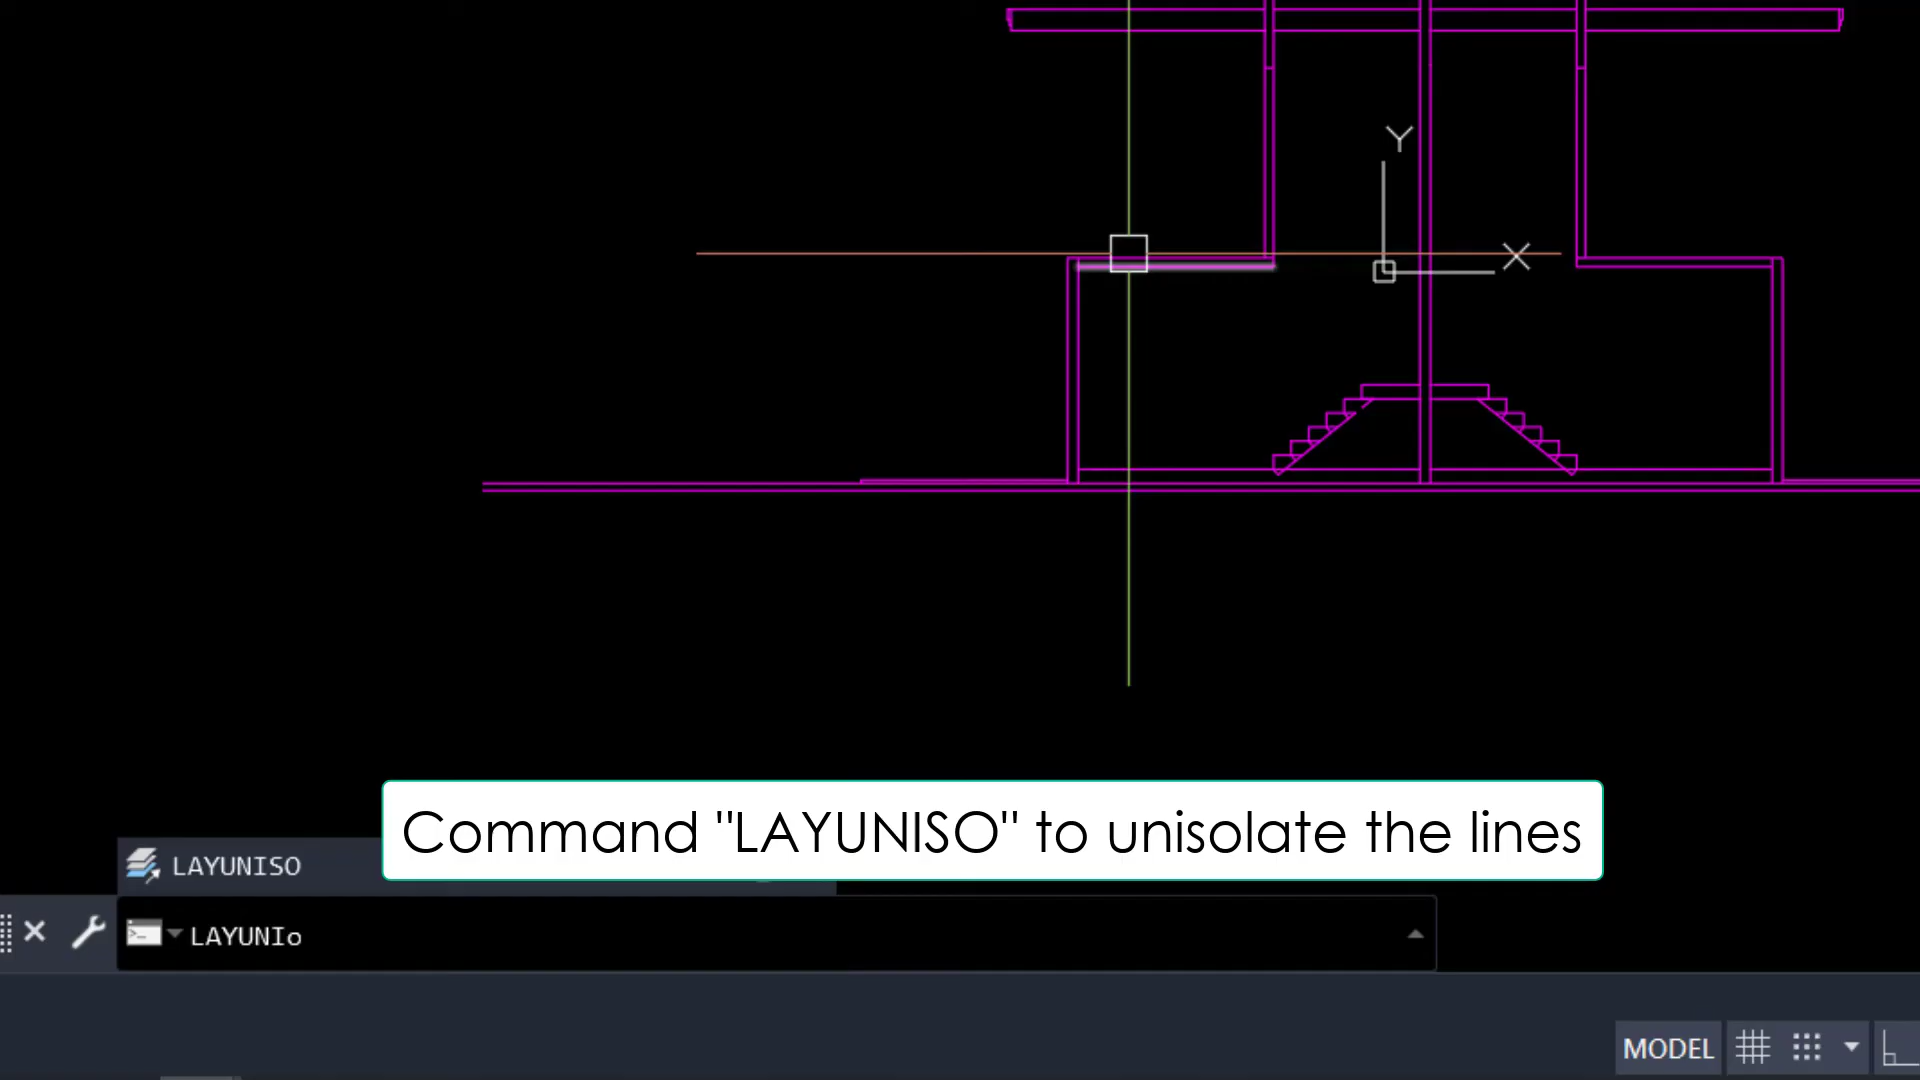 Y
X
Command "LAYUNISO" to unisolate the lines
LAYUNISO
LAYUNIo
MODEL